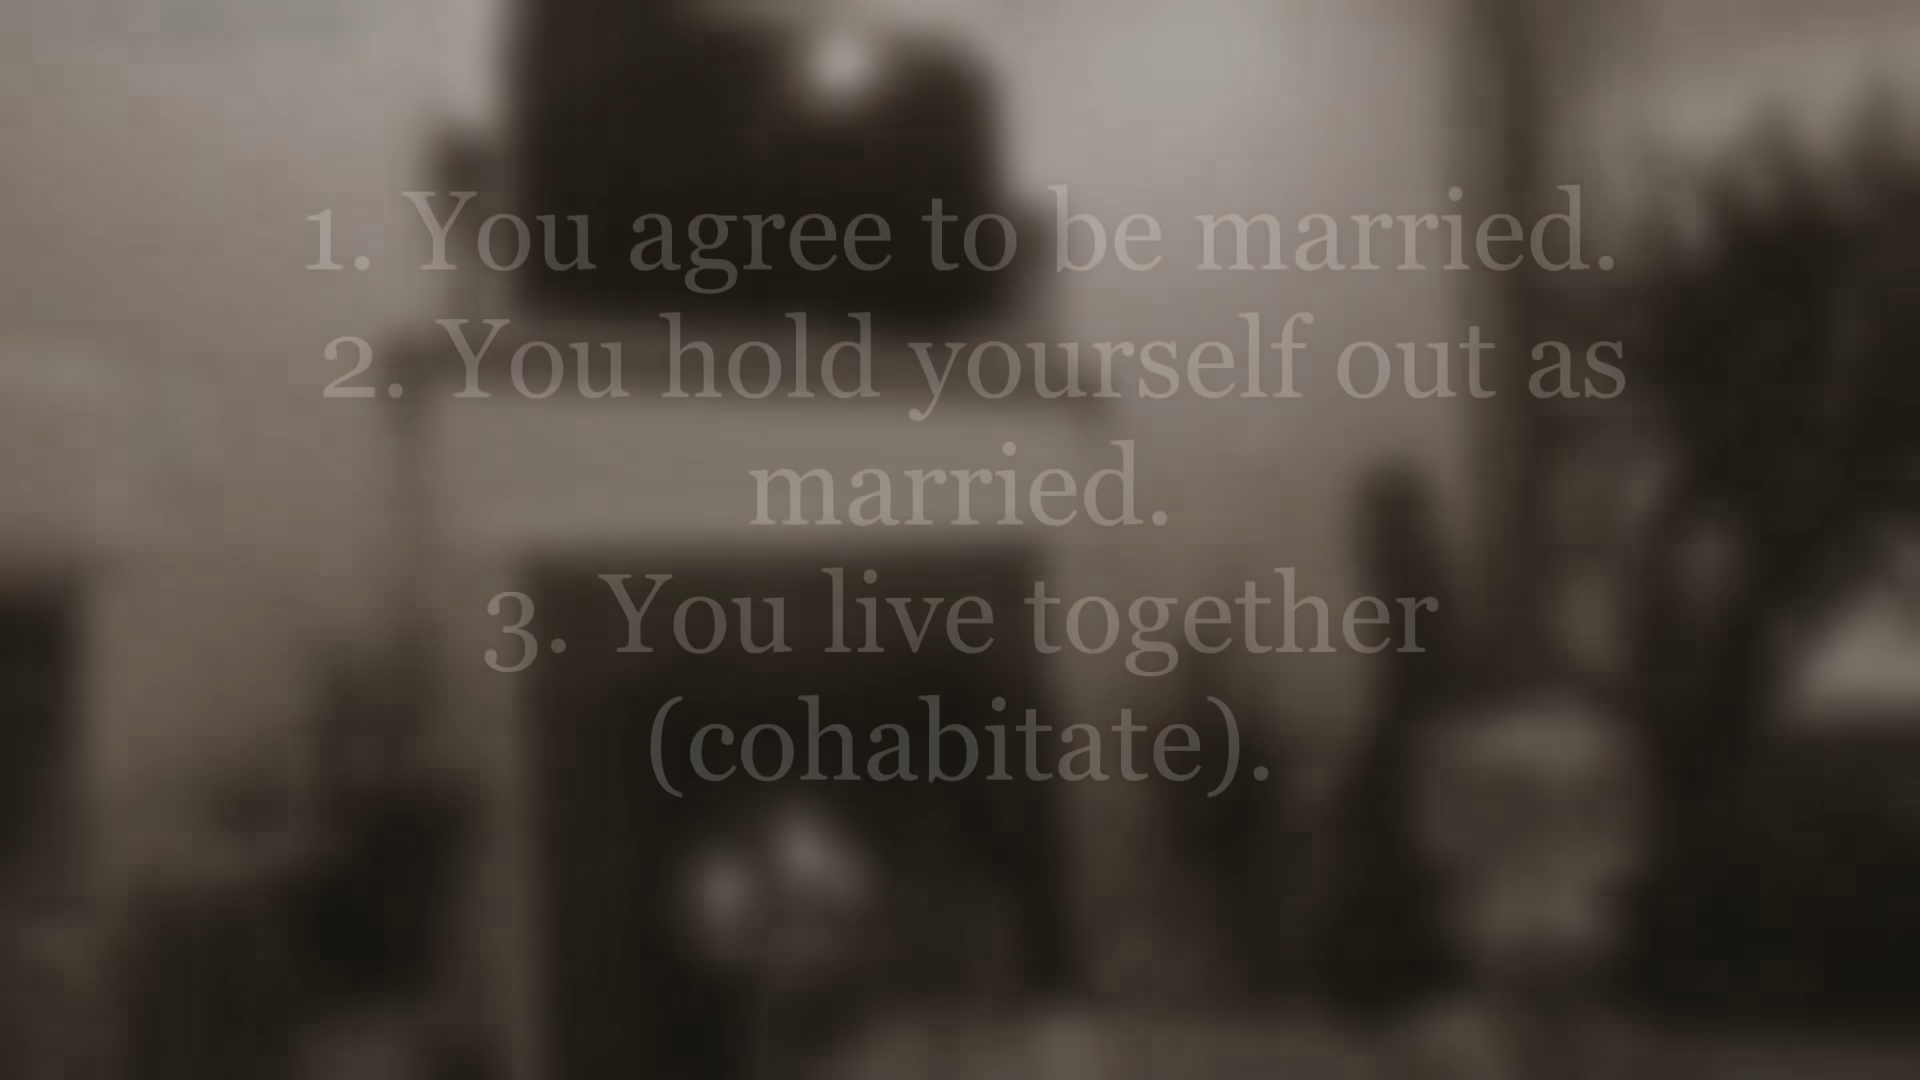 1. You agree to be married.
2. You hold yourself out as
married.
3. You live together
(cohabitate).